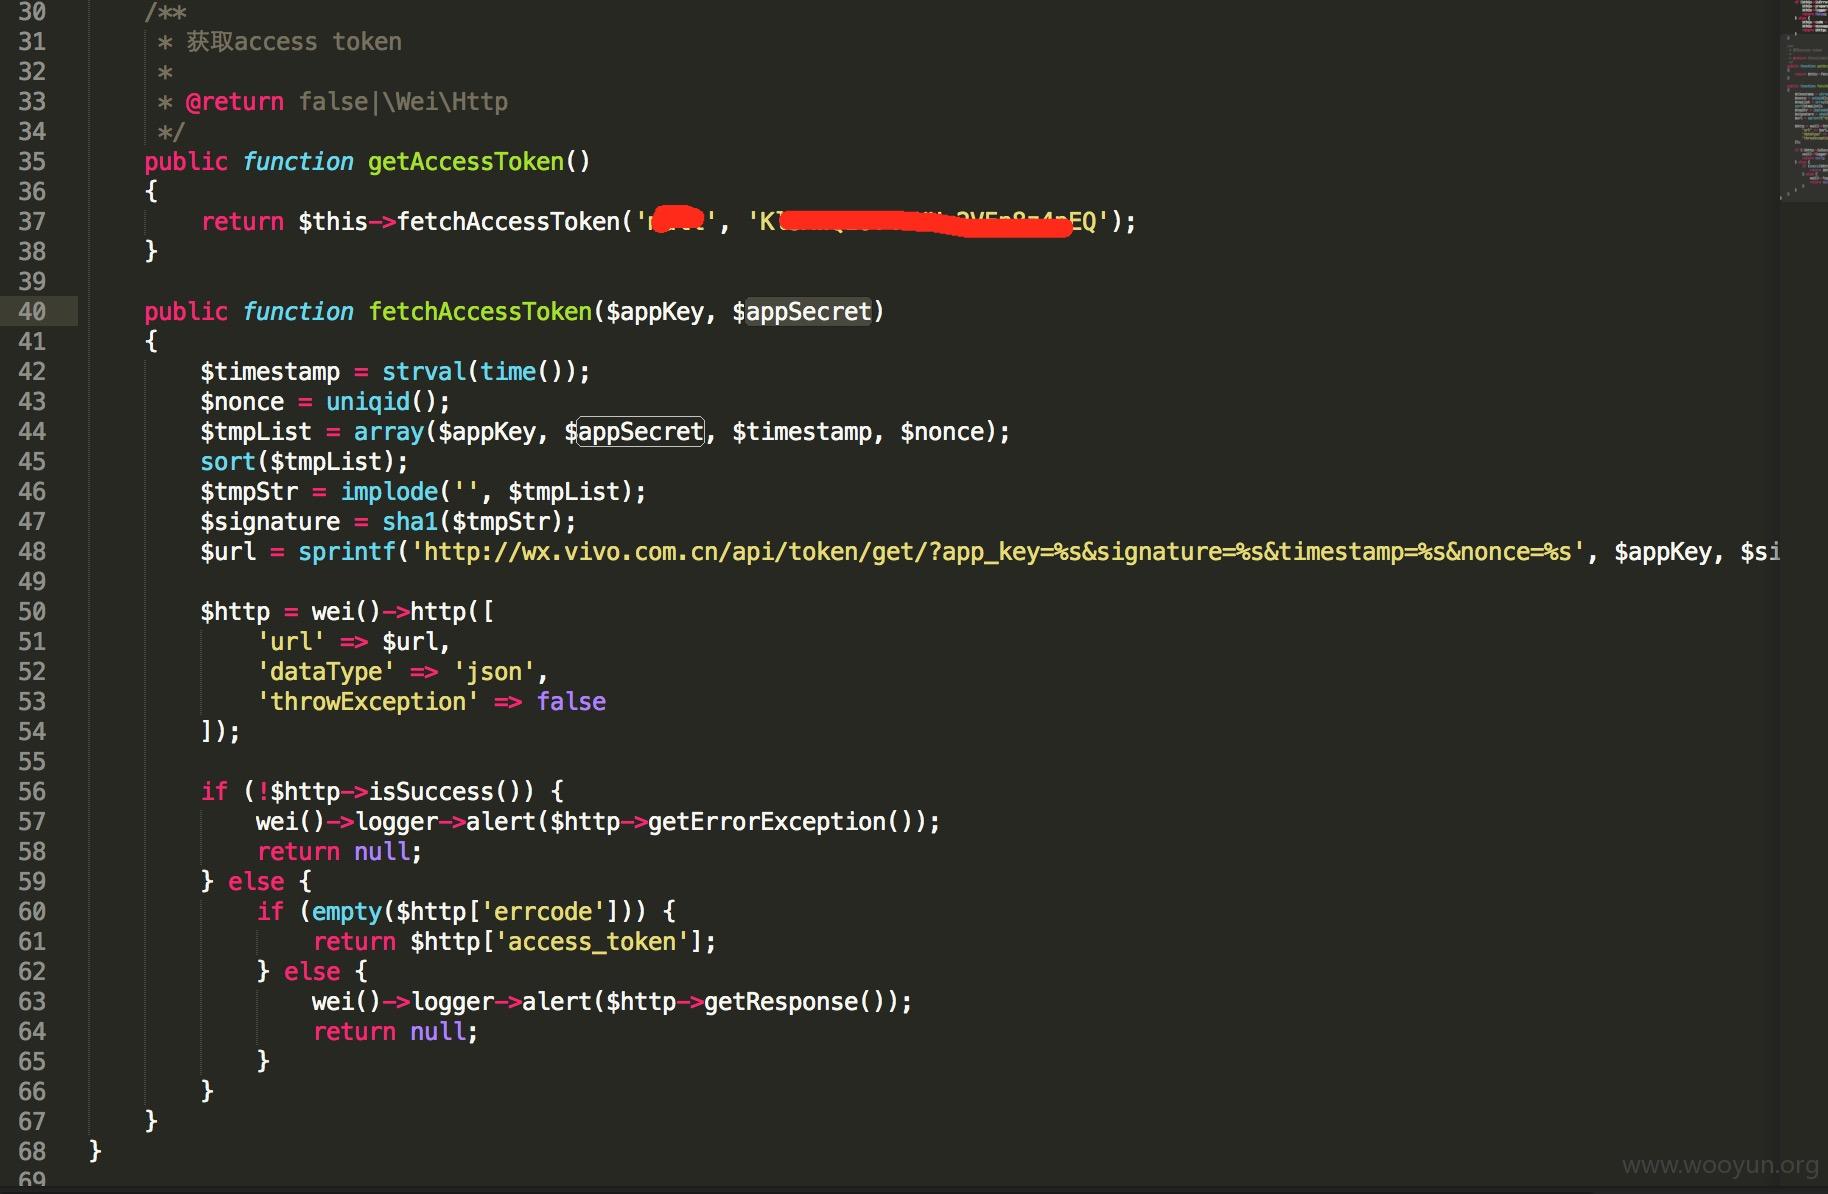 30 /**
31 * 获取access token
32 *
33 * @return false|\Wei\Http
34 */
35 public function getAccessToken()
36 {
37 return $this->fetchAccessToken('
38 }
39
40 public function fetchAccessToken($appKey, $appSecret)
41 {
42 $timestamp = strval(time());
43 $nonce = uniqid();
44 $tmpList = array($appKey, $appSecret, $timestamp, $nonce);
45 sort($tmpList);
46 $tmpStr = implode('', $tmpList);
47 $signature = sha1($tmpStr);
48 $url = sprintf('http://wx.vivo.com.cn/api/token/get/?app_key=%s&signature=%s&timestamp=%s&nonce=%s', $appKey, $si
49
50 $http = wei()->http([
51 'url' => $url,
52 'dataType' => 'json',
53 'throwException' => false
54 ]);
55
56 if (!$http->isSuccess()) {
57 wei()->logger->alert($http->getErrorException());
58 return null;
59 } else {
60 if (empty($http['errcode'])) {
61 return $http['access_token'];
62 } else {
63 wei()->logger->alert($http->getResponse());
64 return null;
65 }
66 }
67 }
68 }
69
www.wooyun.org